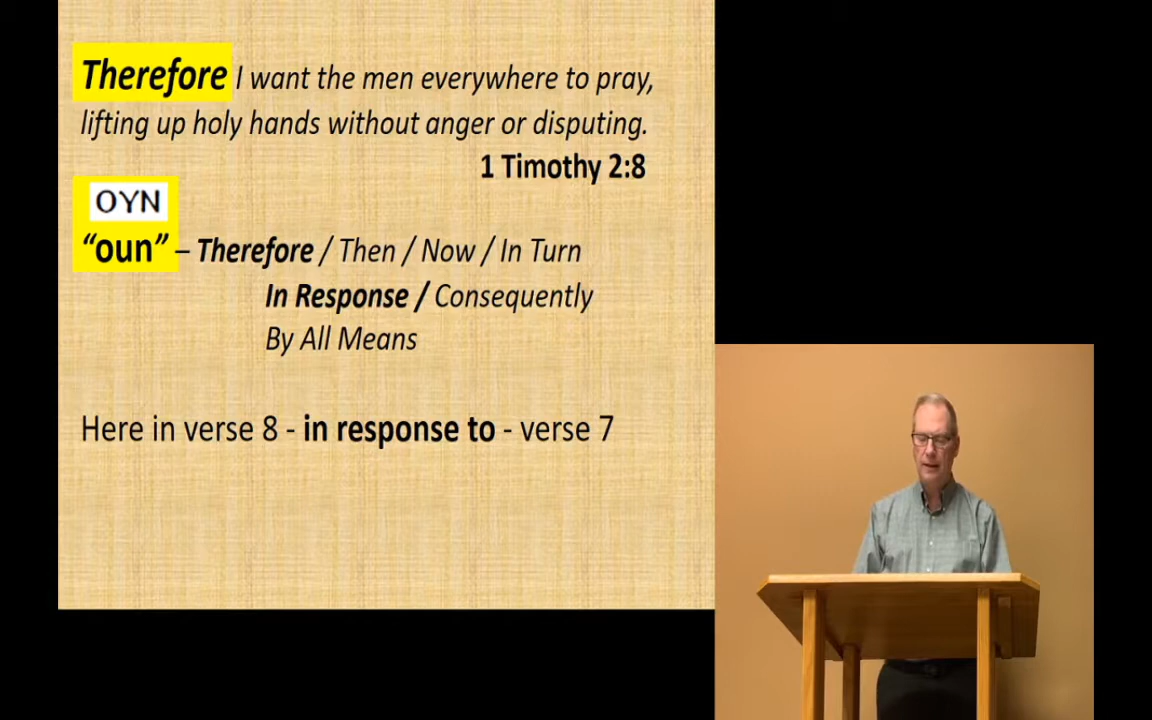 Therefore I want the men everywhere to pray,
lifting up holy hands without anger or disputing.
1 Timothy 2:8
OYN
“oun” – Therefore / Then / Now / In Turn
In Response / Consequently
By All Means
Here in verse 8 - in response to - verse 7